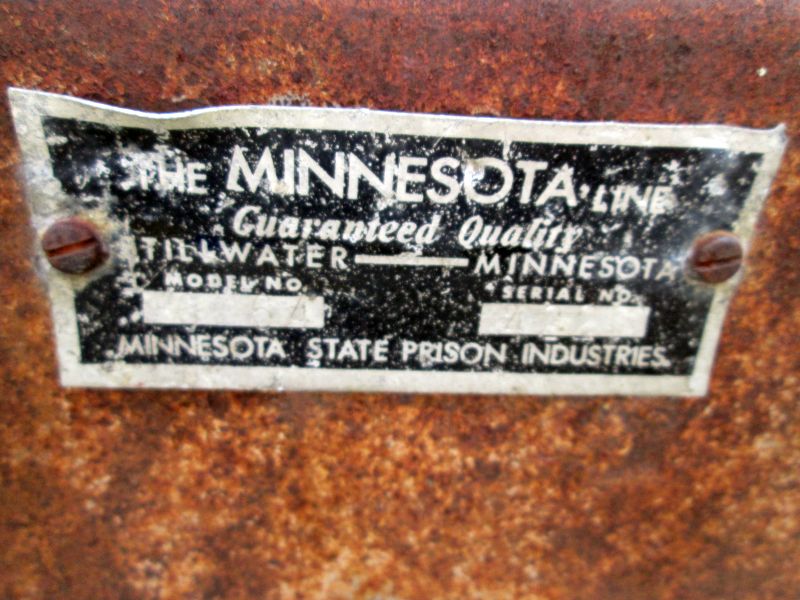 THE MINNESOTA LINE
Guaranteed Quality
STILLWATER — MINNESOTA
MODEL NO. SERIAL NO.
MINNESOTA STATE PRISON INDUSTRIES